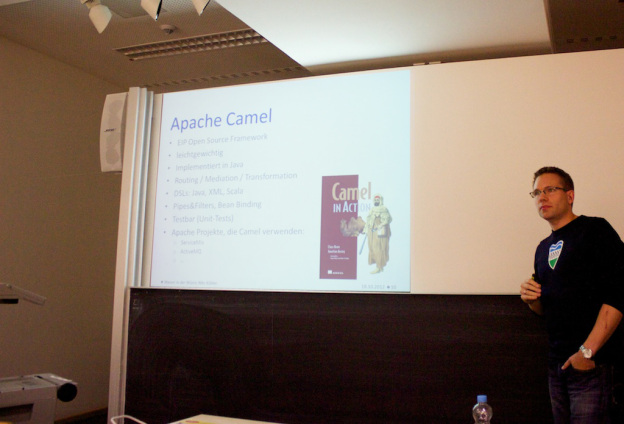 Apache Camel
• EIP Open Source Framework
• leichtgewichtig
• Implementiert in Java
• Routing / Mediation / Transformation
• DSLs: Java, XML, Scala
• Pipes&Filters, Bean Binding
• Testbar (Unit-Tests)
• Apache Projekte, die Camel verwenden:
Camel
IN ACTION